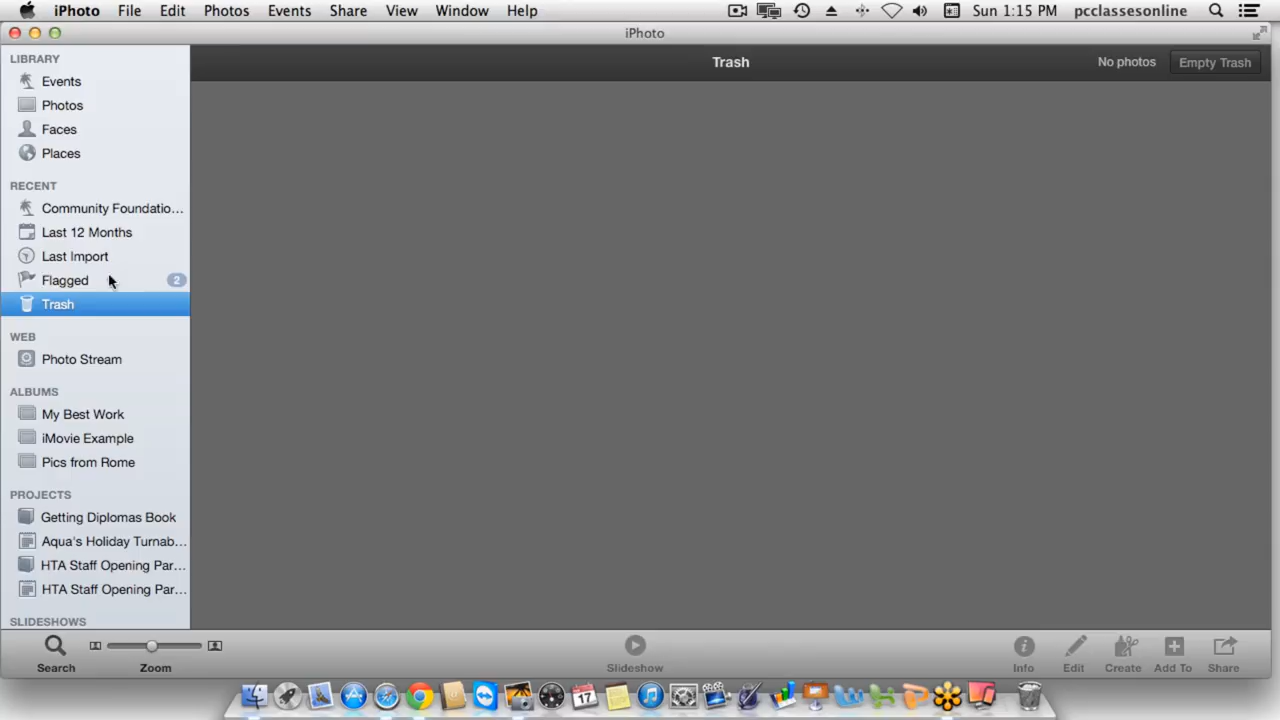 iPhoto File Edit Photos Events Share View Window Help Sun 1:15 PM pcclassesonline
iPhoto
LIBRARY
Events
Photos
Faces
Places
RECENT
Community Foundatio...
Last 12 Months
Last Import
Flagged 2
Trash
WEB
Photo Stream
ALBUMS
My Best Work
iMovie Example
Pics from Rome
PROJECTS
Getting Diplomas Book
Aqua's Holiday Turnab...
HTA Staff Opening Par...
HTA Staff Opening Par...
SLIDESHOWS
Trash No photos Empty Trash
Search Zoom Slideshow Info Edit Create Add To Share
17